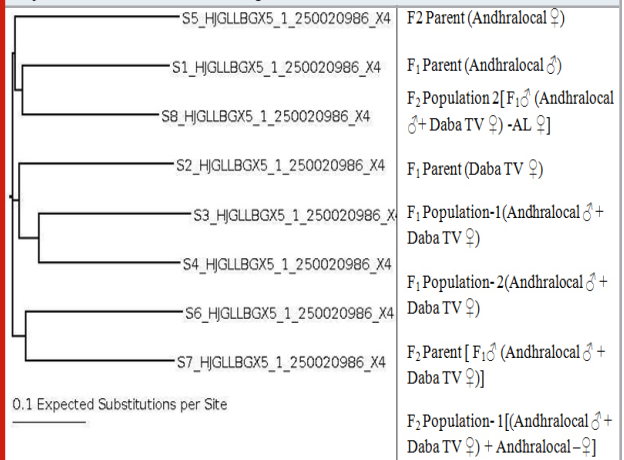 S5_HJGLLBGX5_1_250020986_X4
F2 Parent (Andhralocal ♀)
S1_HJGLLBGX5_1_250020986_X4
F₁ Parent (Andhralocal ♂)
S8_HJGLLBGX5_1_250020986_X4
F₂ Population 2[ F₁♂ (Andhralocal
♂+ Daba TV ♀) -AL ♀]
S2_HJGLLBGX5_1_250020986_X4
F₁ Parent (Daba TV ♀)
S3_HJGLLBGX5_1_250020986_X
F₁ Population-1(Andhralocal ♂+
Daba TV ♀)
S4_HJGLLBGX5_1_250020986_X4
F₁ Population- 2(Andhralocal ♂+
Daba TV ♀)
S6_HJGLLBGX5_1_250020986_X4
S7_HJGLLBGX5_1_250020986_X4
F₂ Parent [ F₁♂ (Andhralocal ♂ +
Daba TV ♀)]
0.1 Expected Substitutions per Site
F₂ Population- 1[(Andhralocal ♂+
Daba TV ♀) + Andhralocal –♀]